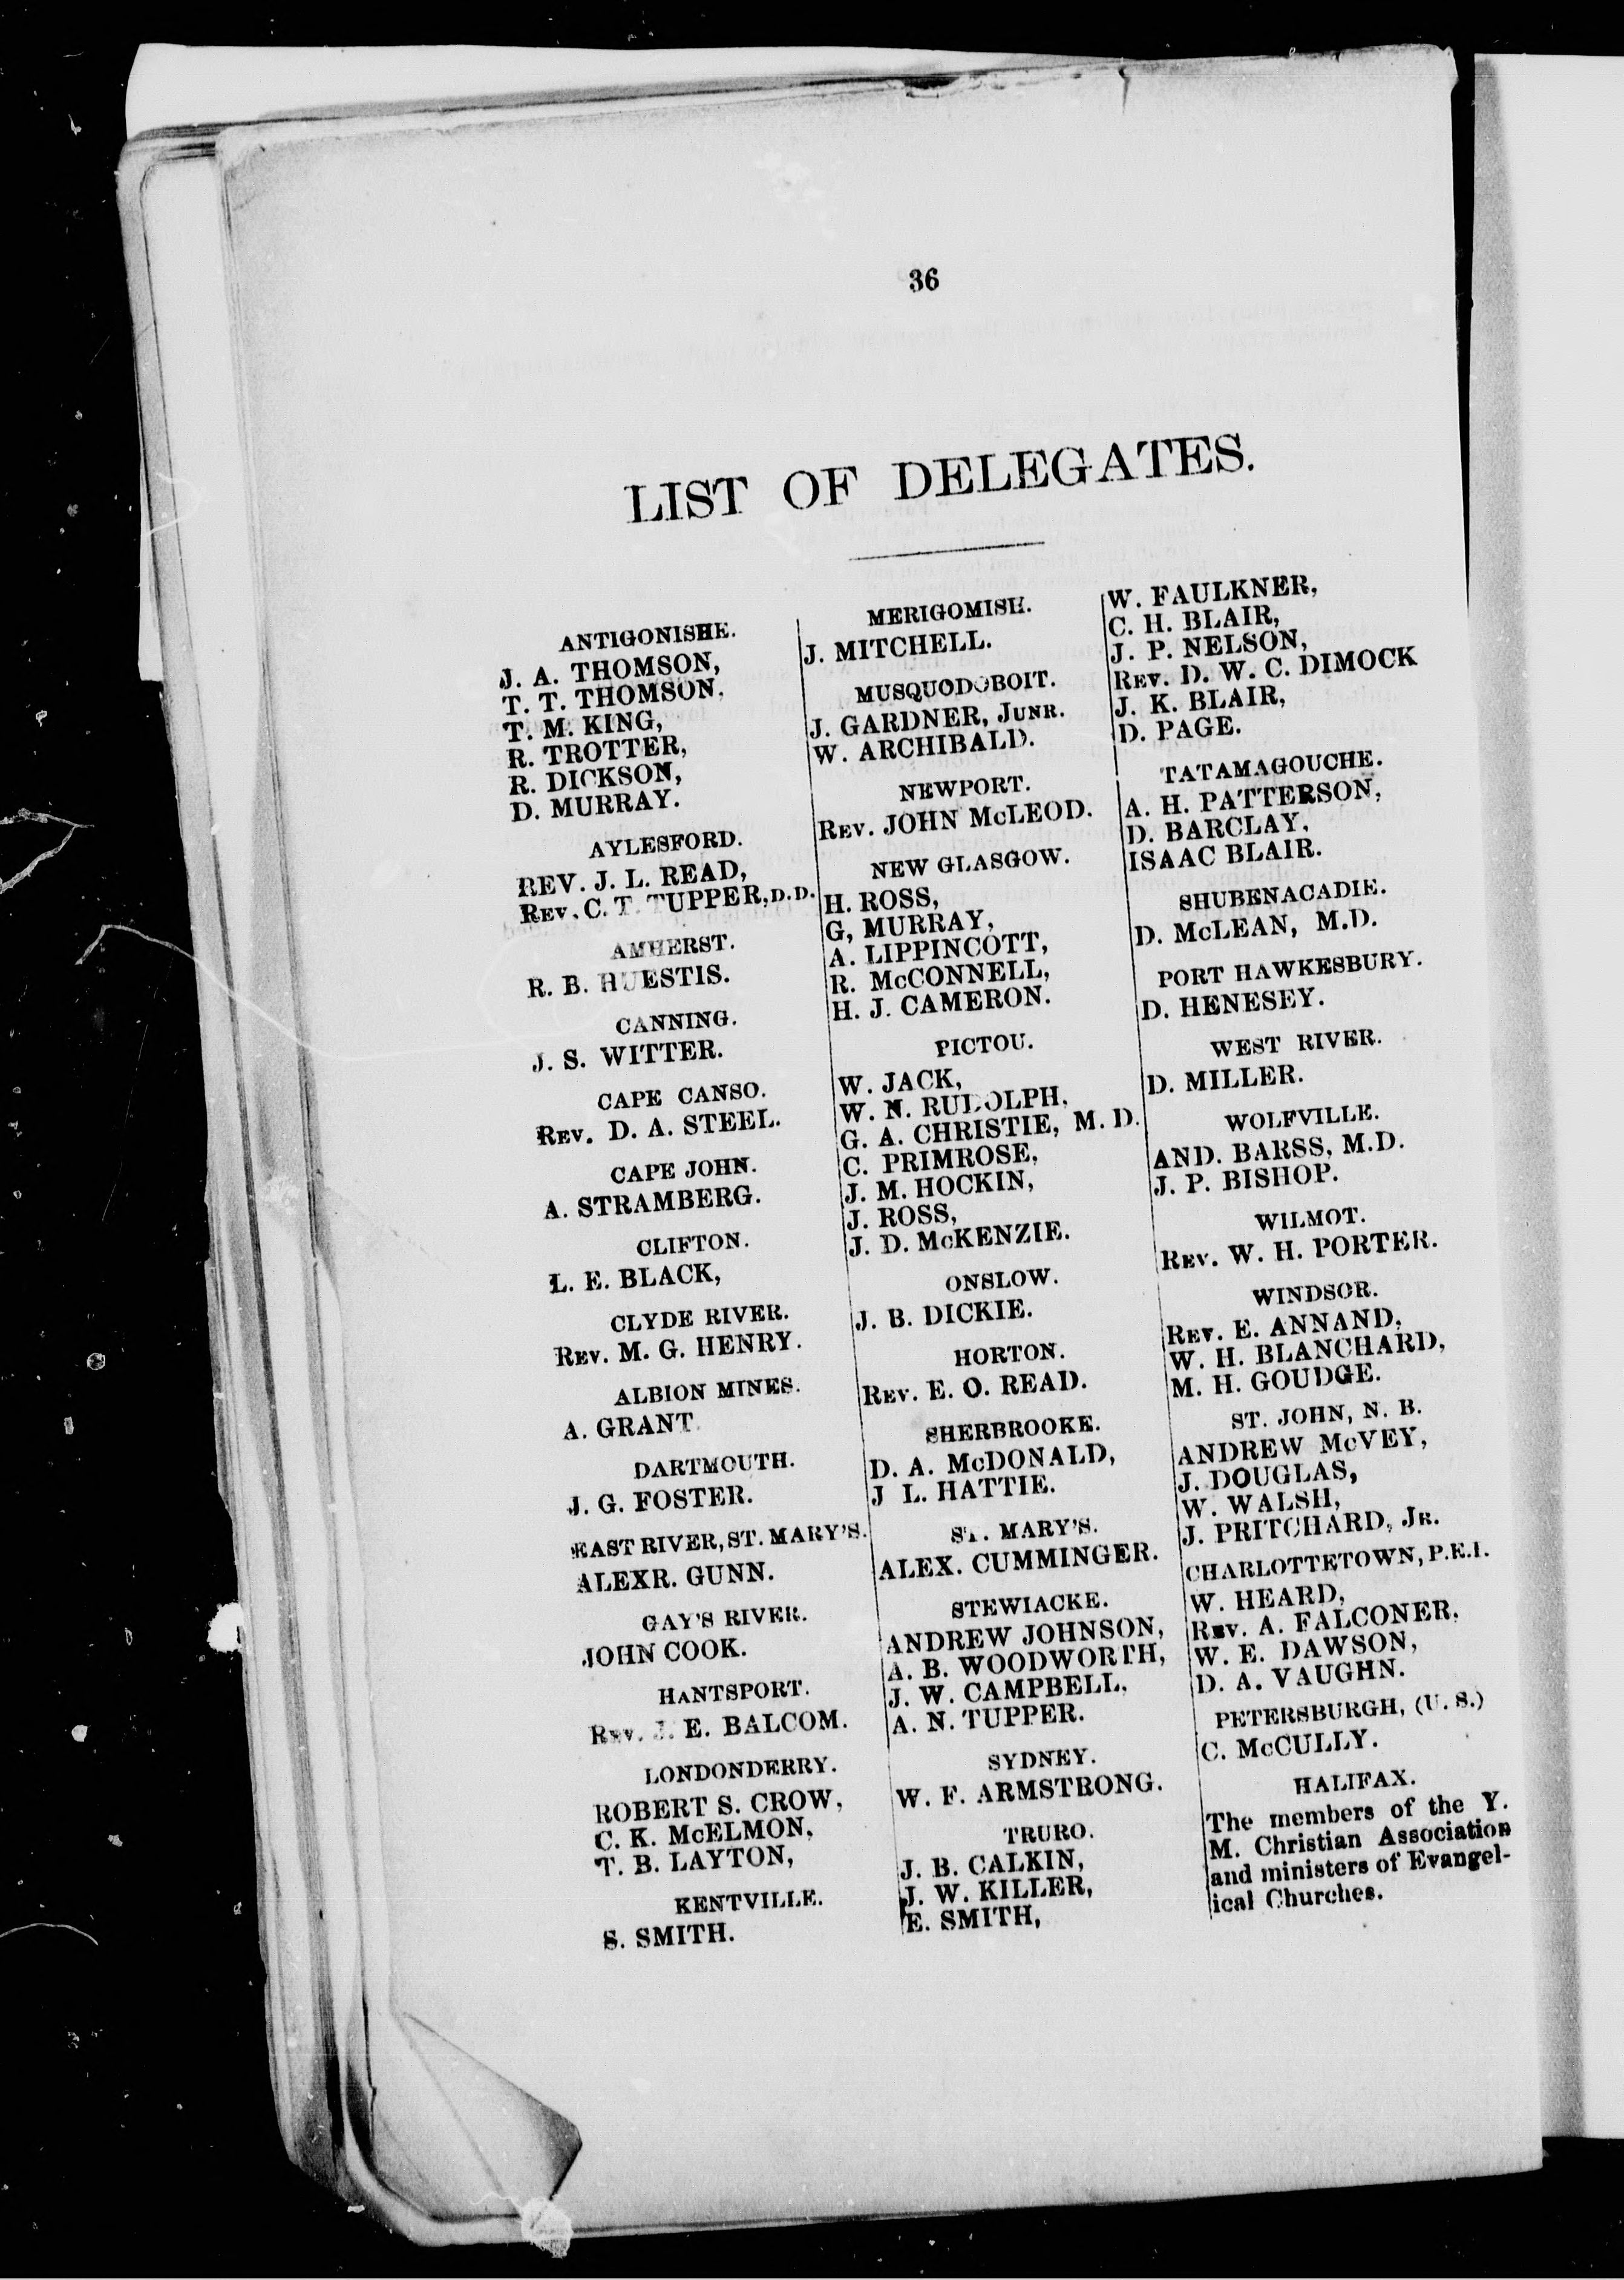 36
LIST OF DELEGATES.
ANTIGONISHE.
J. A. THOMSON,
T. T. THOMSON,
T. M. KING,
R. TROTTER,
R. DICKSON,
D. MURRAY.
AYLESFORD.
REV. J. L. READ,
REV. C. T. TUPPER, D.D.
AMHERST.
R. B. HUESTIS.
CANNING.
J. S. WITTER.
CAPE CANSO.
REV. D. A. STEEL.
CAPE JOHN.
A. STRAMBERG.
CLIFTON.
L. E. BLACK,
CLYDE RIVER.
REV. M. G. HENRY.
ALBION MINES.
A. GRANT.
DARTMOUTH.
J. G. FOSTER.
EAST RIVER, ST. MARY'S.
ALEXR. GUNN.
GAY'S RIVER.
JOHN COOK.
HANTSPORT.
REV. J. E. BALCOM.
LONDONDERRY.
ROBERT S. CROW,
C. K. McELMON,
T. B. LAYTON,
KENTVILLE.
S. SMITH.
MERIGOMISH.
J. MITCHELL.
MUSQUODOBOIT.
J. GARDNER, JUNR.
W. ARCHIBALD.
NEWPORT.
REV. JOHN McLEOD.
NEW GLASGOW.
H. ROSS,
G, MURRAY,
A. LIPPINCOTT,
R. McCONNELL,
H. J. CAMERON.
PICTOU.
W. JACK,
W. N. RUDOLPH,
G. A. CHRISTIE, M. D.
C. PRIMROSE,
J. M. HOCKIN,
J. ROSS,
J. D. McKENZIE.
ONSLOW.
J. B. DICKIE.
HORTON.
REV. E. O. READ.
SHERBROOKE.
D. A. McDONALD,
J L. HATTIE.
ST. MARY'S.
ALEX. CUMMINGER.
STEWIACKE.
ANDREW JOHNSON,
A. B. WOODWORTH,
J. W. CAMPBELL,
A. N. TUPPER.
SYDNEY.
W. F. ARMSTRONG.
TRURO.
J. B. CALKIN,
J. W. KILLER,
E. SMITH,
W. FAULKNER,
C. H. BLAIR,
J. P. NELSON,
REV. D. W. C. DIMOCK
J. K. BLAIR,
D. PAGE.
TATAMAGOUCHE.
A. H. PATTERSON,
D. BARCLAY,
ISAAC BLAIR.
SHUBENACADIE.
D. McLEAN, M.D.
PORT HAWKESBURY.
D. HENESEY.
WEST RIVER.
D. MILLER.
WOLFVILLE.
AND. BARSS, M.D.
J. P. BISHOP.
WILMOT.
REV. W. H. PORTER.
WINDSOR.
REV. E. ANNAND,
W. H. BLANCHARD,
M. H. GOUDGE.
ST. JOHN, N. B.
ANDREW McVEY,
J. DOUGLAS,
W. WALSH,
J. PRITCHARD, JR.
CHARLOTTETOWN, P.E.I.
W. HEARD,
REV. A. FALCONER,
W. E. DAWSON,
D. A. VAUGHN.
PETERSBURGH, (U. S.)
C. McCULLY.
HALIFAX.
The members of the Y.
M. Christian Association
and ministers of Evangel-
ical Churches.